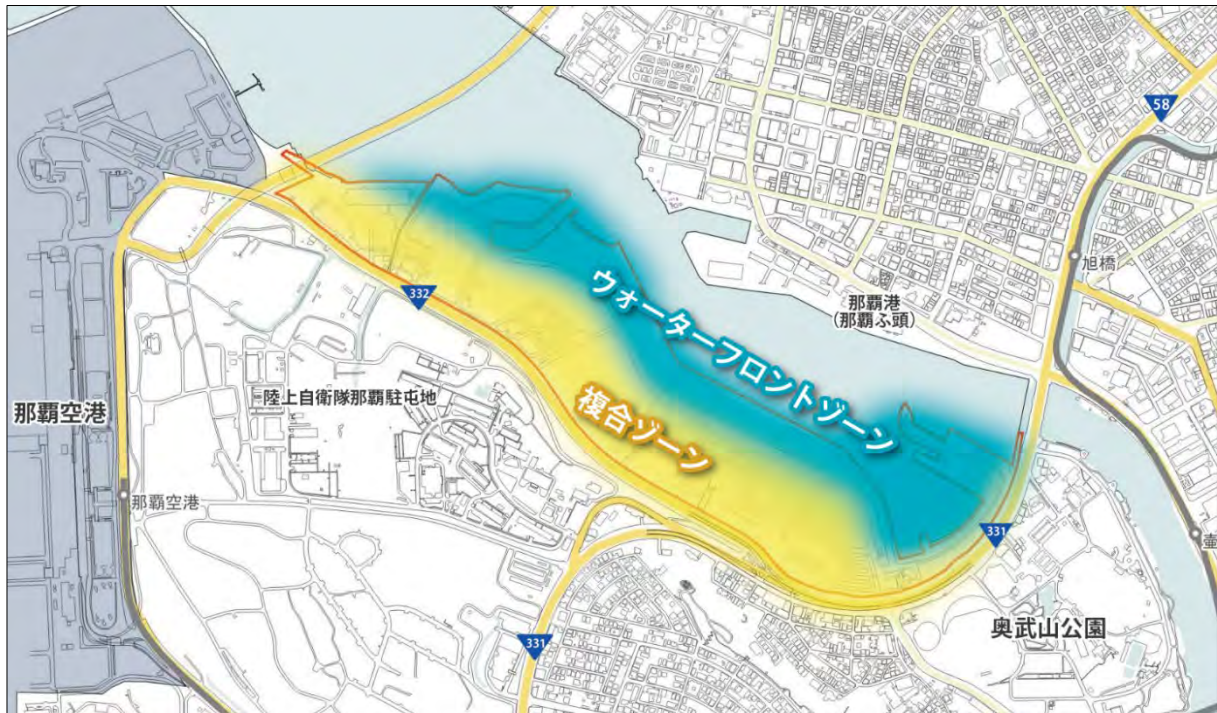 58
旭橋
那覇港
(那覇ふ頭)
ウォーターフロントゾーン
332
複合ゾーン
陸上自衛隊那覇駐屯地
那覇空港
那覇空港
331
壺
奥武山公園
331